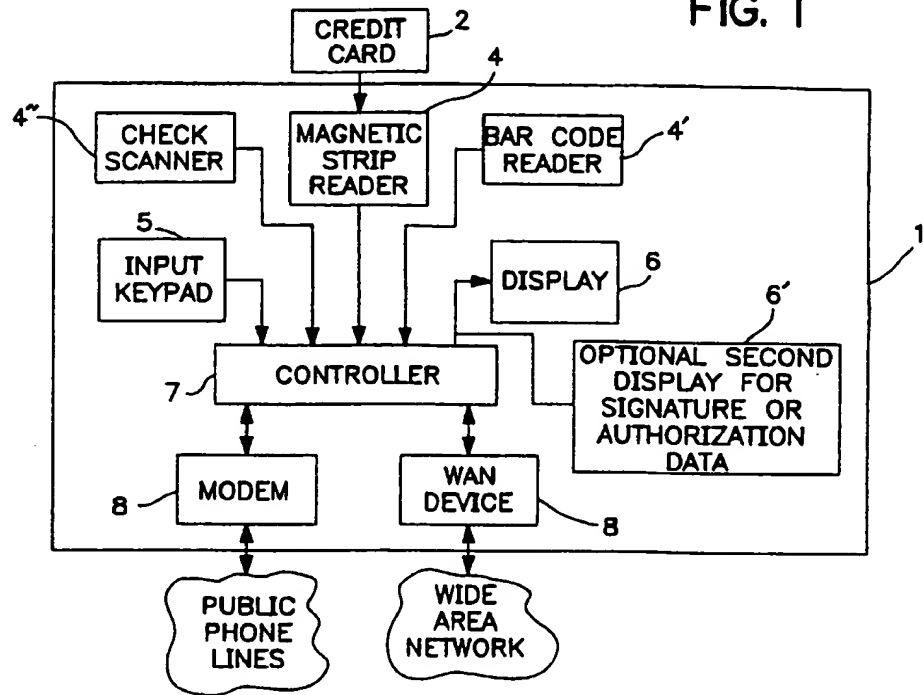 FIG. 1
CREDIT
CARD
2
4
4"
CHECK
SCANNER
MAGNETIC
STRIP
READER
BAR CODE
READER
4'
5
INPUT
KEYPAD
DISPLAY
6
1
6'
OPTIONAL SECOND
DISPLAY FOR
SIGNATURE OR
AUTHORIZATION
DATA
CONTROLLER
7
MODEM
8
WAN
DEVICE
8
PUBLIC
PHONE
LINES
WIDE
AREA
NETWORK